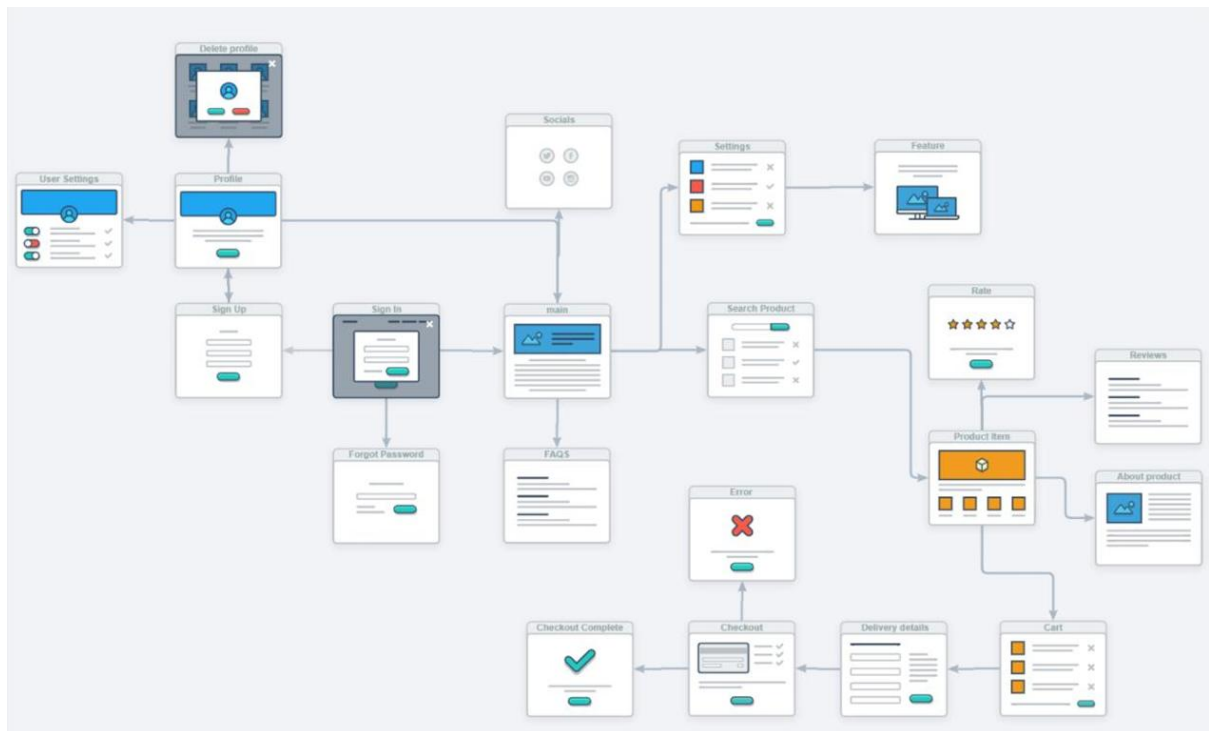 Delete profile
Socials
Settings
Feature
User Settings
Profile
Rate
Sign Up
Sign In
main
Search Product
Reviews
Product Item
Forgot Password
FAQS
About product
Error
Checkout Complete
Checkout
Delivery details
Cart